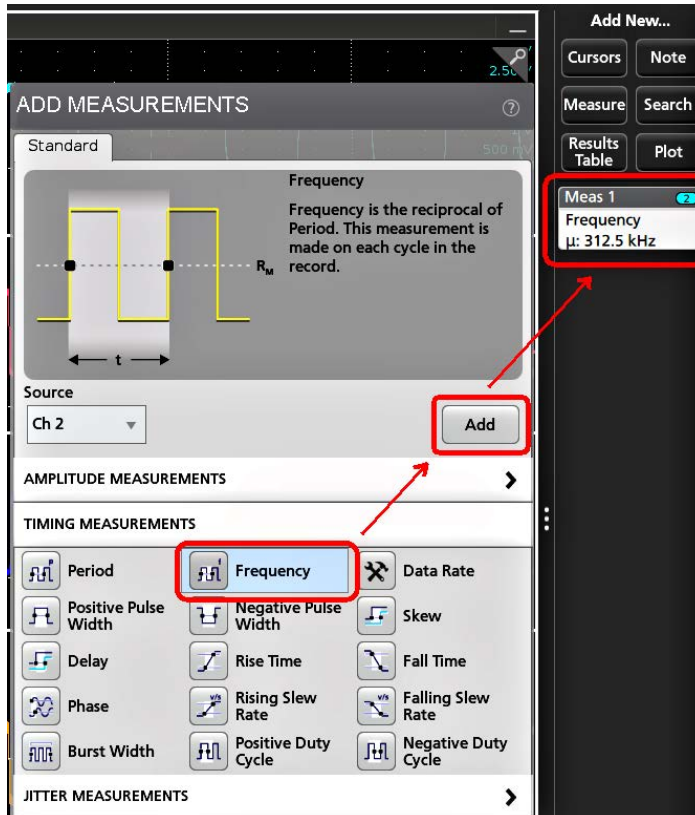 Add New...
Cursors
Note
2.50
ADD MEASUREMENTS
?
Measure
Search
Standard
500 mV
Results
Table
Plot
Frequency
Frequency is the reciprocal of
Period. This measurement is
made on each cycle in the
record.
RM
t
Meas 1
2
Frequency
μ: 312.5 kHz
Source
Ch 2
Add
AMPLITUDE MEASUREMENTS
TIMING MEASUREMENTS
Period
Frequency
Data Rate
Positive Pulse
Width
Negative Pulse
Width
Skew
Delay
Rise Time
Fall Time
Phase
v/s
Rising Slew
Rate
v/s
Falling Slew
Rate
Burst Width
Positive Duty
Cycle
Negative Duty
Cycle
JITTER MEASUREMENTS